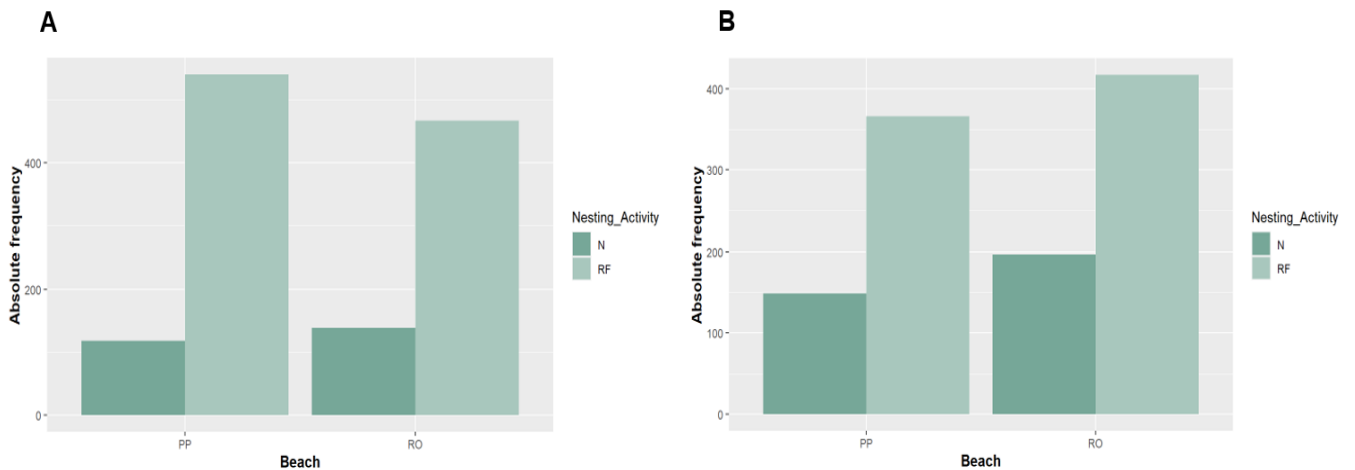 A
Absolute frequency
400
200
0
PP
RO
Beach
Nesting_Activity
N
RF
B
Absolute frequency
400
300
200
100
0
PP
RO
Beach
Nesting_Activity
N
RF